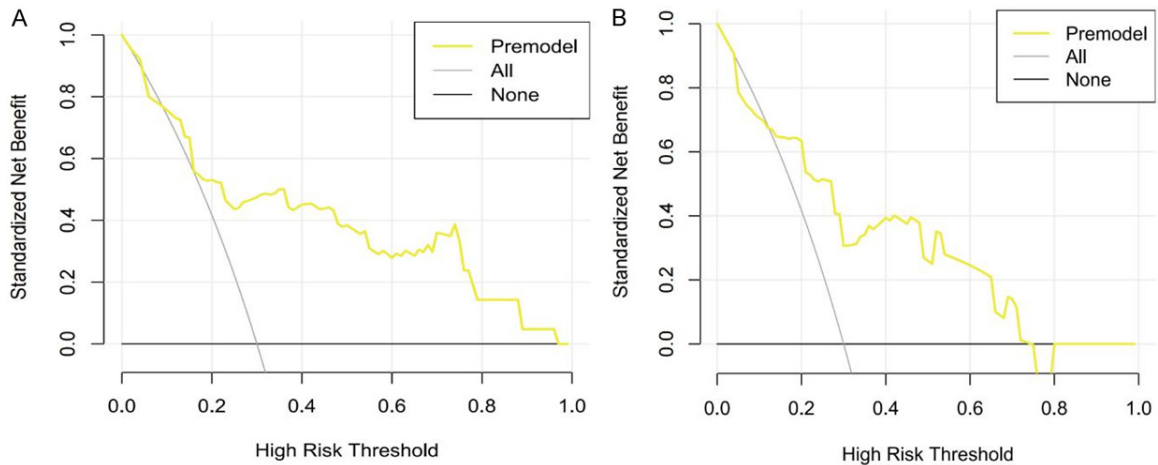 A
Premodel
All
None
Standardized Net Benefit
1.0
0.8
0.6
0.4
0.2
0.0
0.0 0.2 0.4 0.6 0.8 1.0
High Risk Threshold
B
Premodel
All
None
Standardized Net Benefit
1.0
0.8
0.6
0.4
0.2
0.0
0.0 0.2 0.4 0.6 0.8 1.0
High Risk Threshold